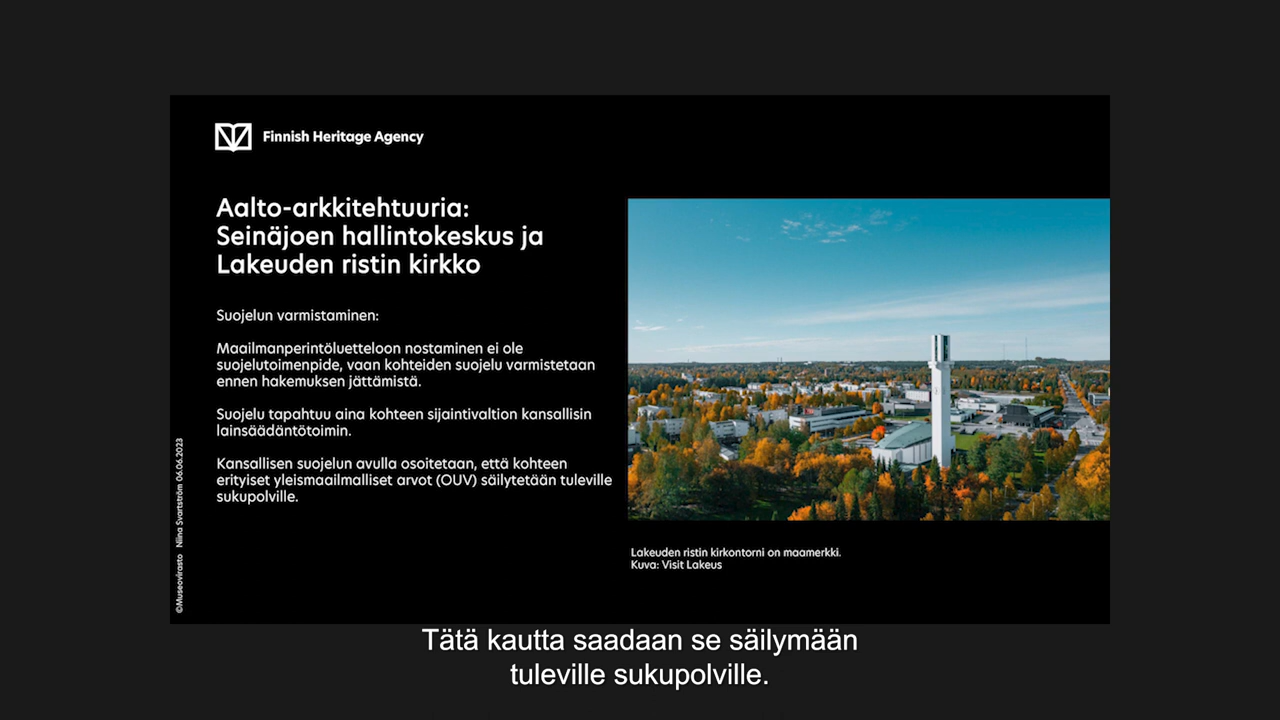 Finnish Heritage Agency
Aalto-arkkitehtuuria:
Seinäjoen hallintokeskus ja
Lakeuden ristin kirkko
Suojelun varmistaminen:
Maailmanperintöluetteloon nostaminen ei ole
suojelutoimenpide, vaan kohteiden suojelu varmistetaan
ennen hakemuksen jättämistä.
Suojelu tapahtuu aina kohteen sijaintivaltion kansallisin
lainsäädäntötoimin.
Kansallisen suojelun avulla osoitetaan, että kohteen
erityiset yleismaailmalliset arvot (OUV) säilytetään tuleville
sukupolville.
©Museovirasto Niina Svartström 06.06.2023
Lakeuden ristin kirkontorni on maamerkki.
Kuva: Visit Lakeus
Tätä kautta saadaan se säilymään
tuleville sukupolville.